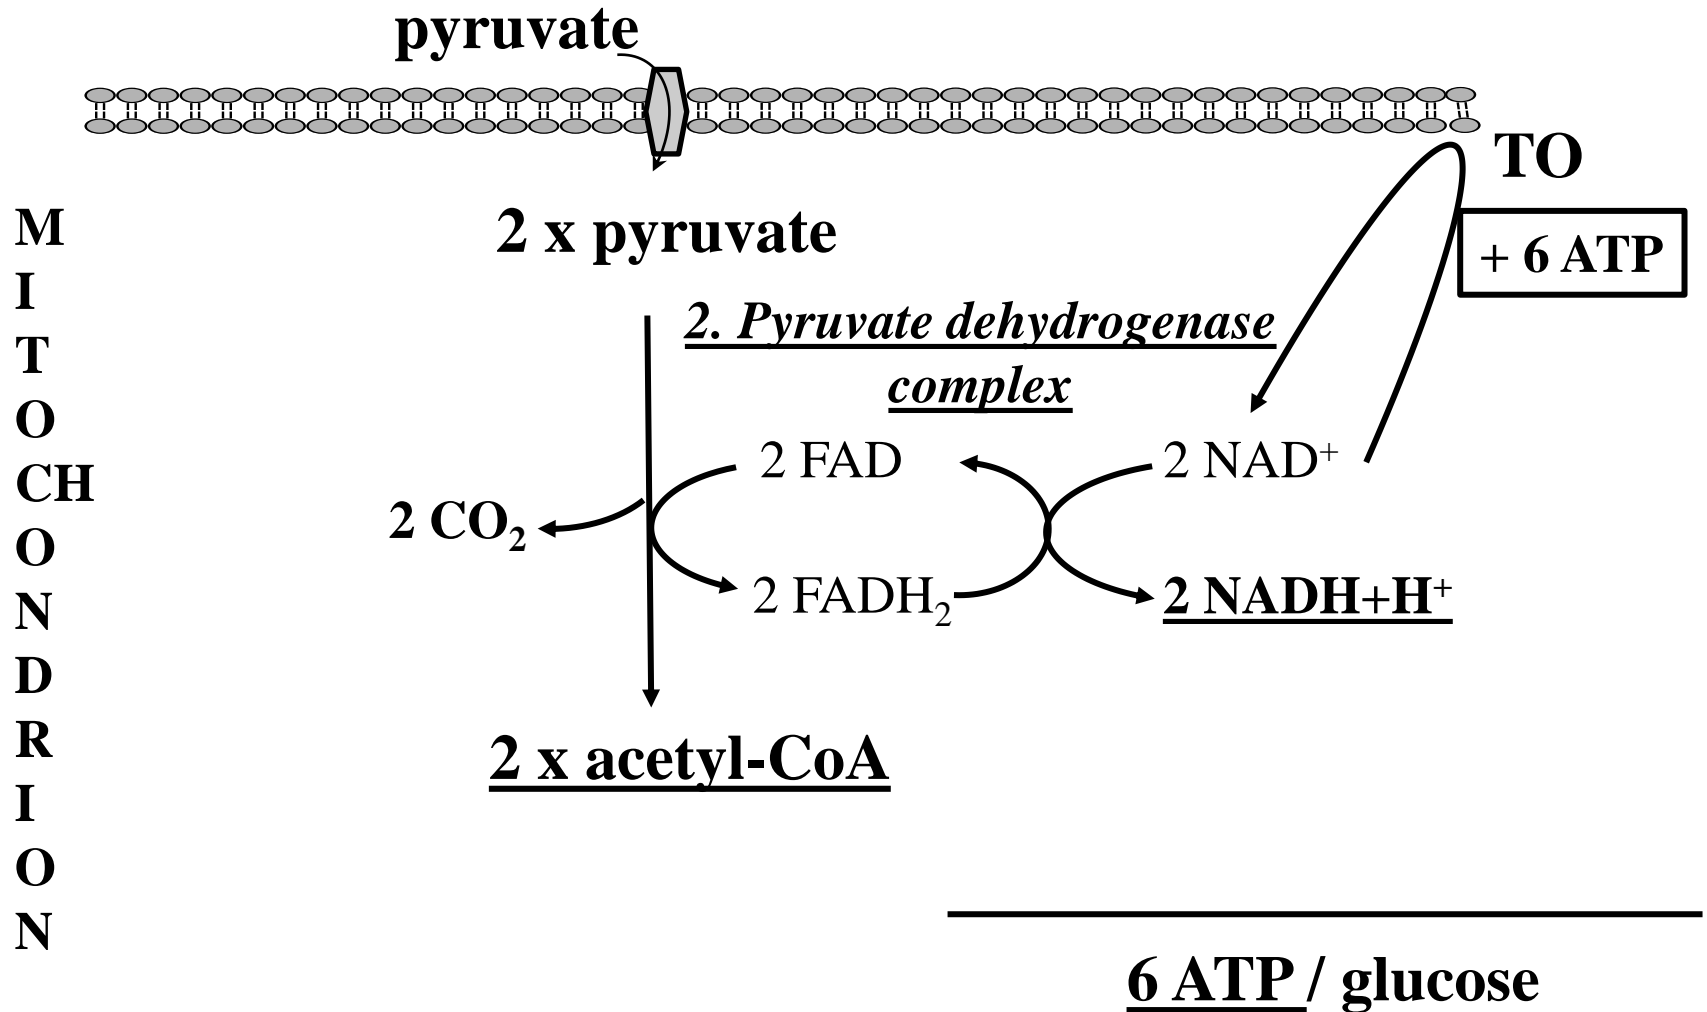 pyruvate
TO
M
I
T
O
CH
O
N
D
R
I
O
N
2 x pyruvate
+ 6 ATP
2. Pyruvate dehydrogenase
complex
2 FAD
2 NAD⁺
2 CO₂
2 FADH₂
2 NADH+H⁺
2 x acetyl-CoA
6 ATP / glucose